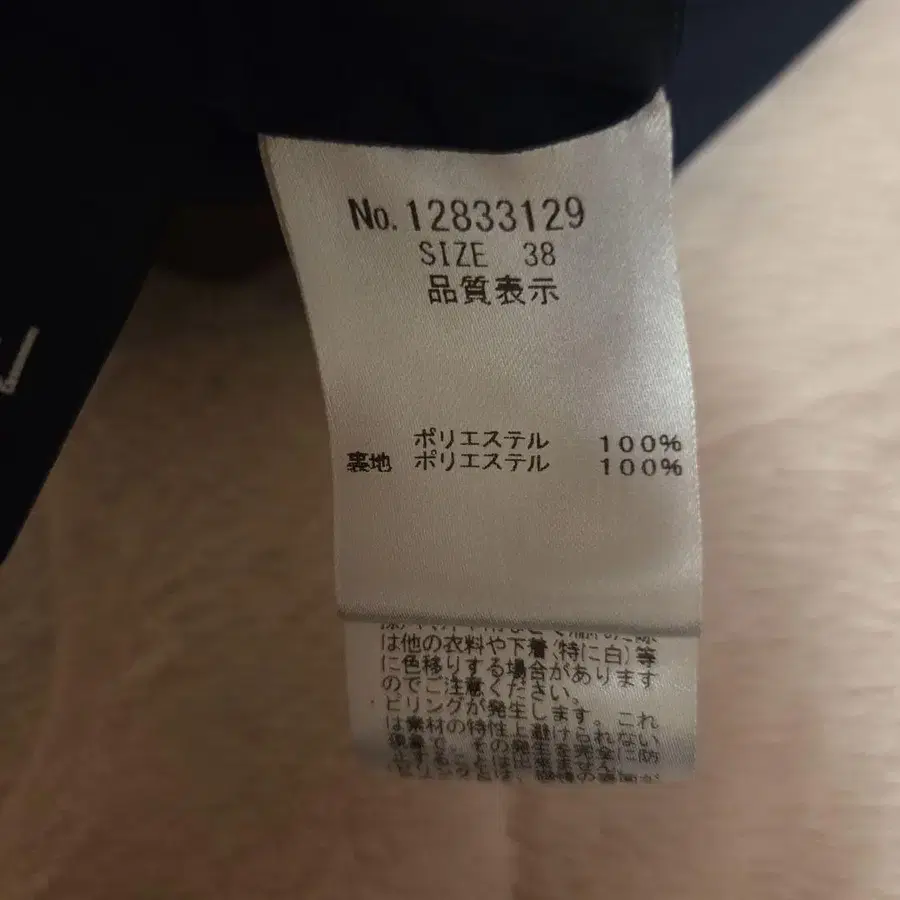 No.12833129
SIZE 38
品質表示
ポリエステル 100%
裏地 ポリエステル 100%
は他の衣料や下着(特に白)等
に色移りする場合があります
のでご注意ください。
ピリングが発生します。これ
は素材の特性上避けられない